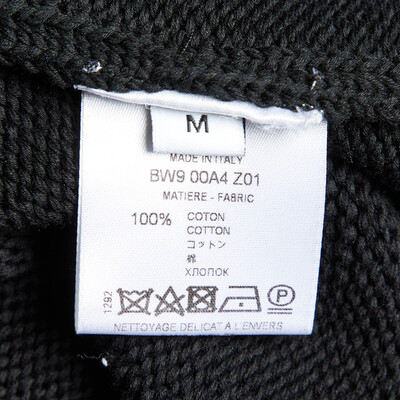 M
MADE IN ITALY
BW9 00A4 Z01
MATIERE - FABRIC
100% COTON
COTTON
コットン
棉
ХЛОПОК
1292
NETTOYAGE DELICAT A L'ENVERS